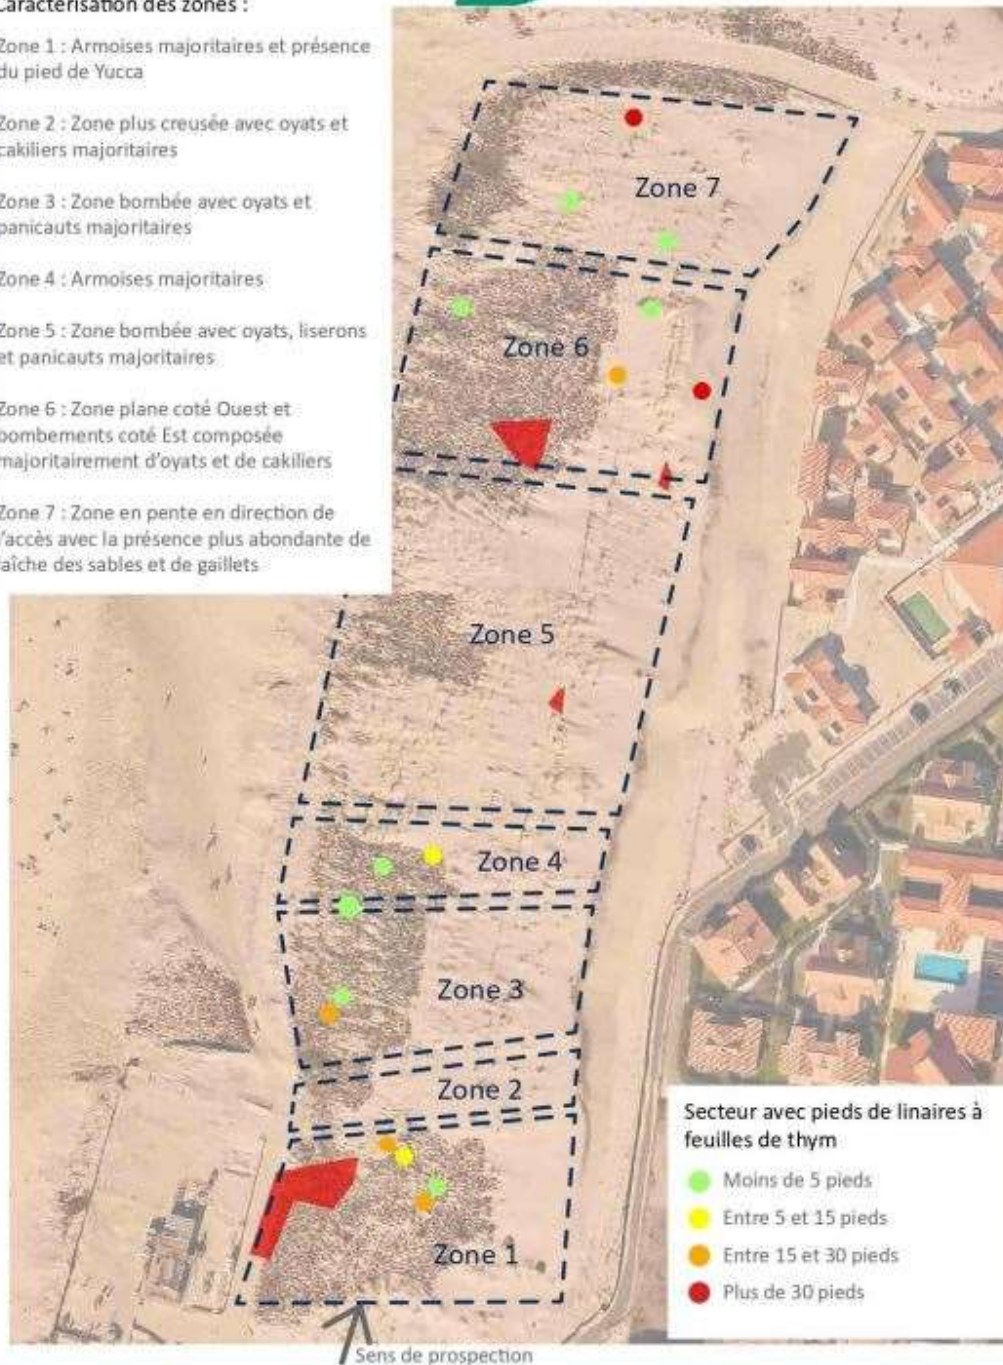 Caractérisation des zones :
Zone 1 : Armoises majoritaires et présence
du pied de Yucca
Zone 2 : Zone plus creusée avec oyats et
cakiliers majoritaires
Zone 3 : Zone bombée avec oyats et
panicauts majoritaires
Zone 4 : Armoises majoritaires
Zone 5 : Zone bombée avec oyats, liserons
et panicauts majoritaires
Zone 6 : Zone plane coté Ouest et
bombements coté Est composée
majoritairement d'oyats et de cakiliers
Zone 7 : Zone en pente en direction de
'accès avec la présence plus abondante de
aîche des sables et de gaillets
Zone 7
Zone 6
Zone 5
Zone 4
Zone 3
Zone 2
Zone 1
Secteur avec pieds de linaires à
feuilles de thym
Moins de 5 pieds
Entre 5 et 15 pieds
Entre 15 et 30 pieds
Plus de 30 pieds
Sens de prospection